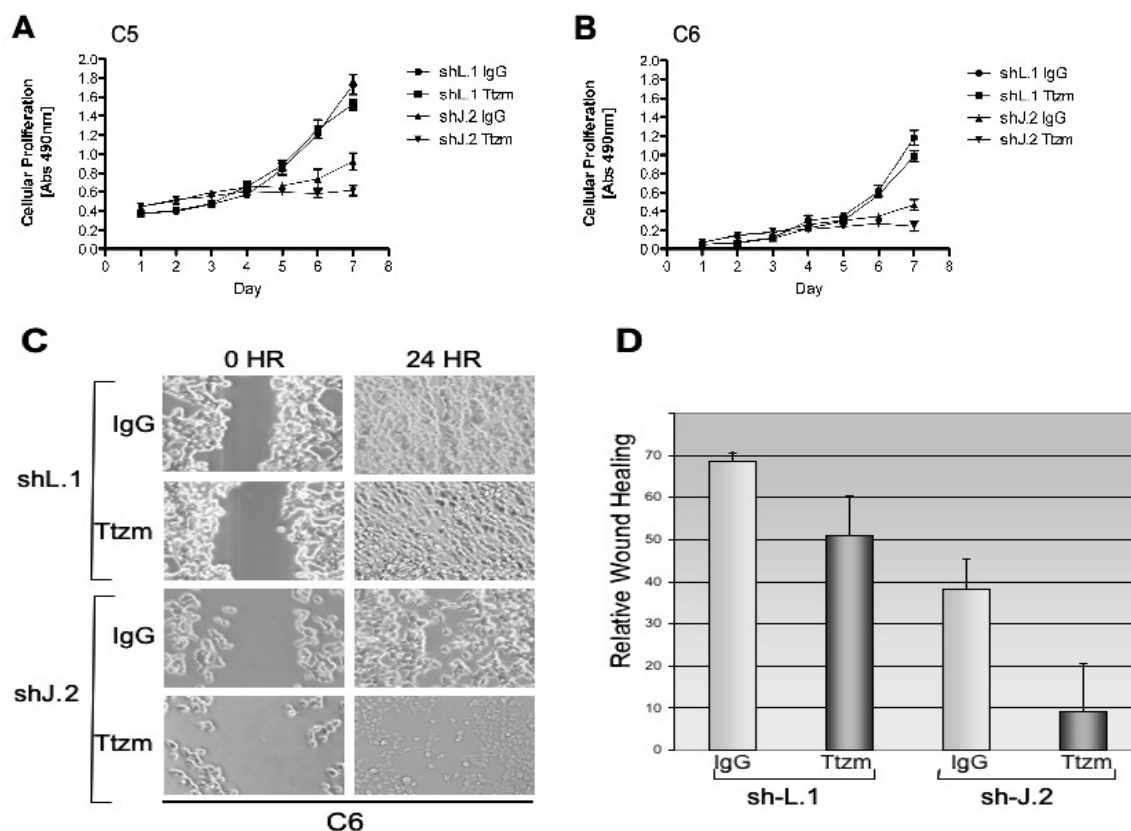 A
C5
Cellular Proliferation
[Abs 490nm]
2.0
1.8
1.6
1.4
1.2
1.0
0.8
0.6
0.4
0.2
0.0
0 1 2 3 4 5 6 7 8
Day
shL.1 IgG
shL.1 Ttzm
shJ.2 IgG
shJ.2 Ttzm
B
C6
Cellular Proliferation
[Abs 490nm]
2.0
1.8
1.6
1.4
1.2
1.0
0.8
0.6
0.4
0.2
0.0
0 1 2 3 4 5 6 7 8
Day
shL.1 IgG
shL.1 Ttzm
shJ.2 IgG
shJ.2 Ttzm
C
0 HR 24 HR
shL.1
IgG
Ttzm
shJ.2
IgG
Ttzm
C6
D
Relative Wound Healing
70
60
50
40
30
20
10
0
IgG Ttzm IgG Ttzm
sh-L.1 sh-J.2